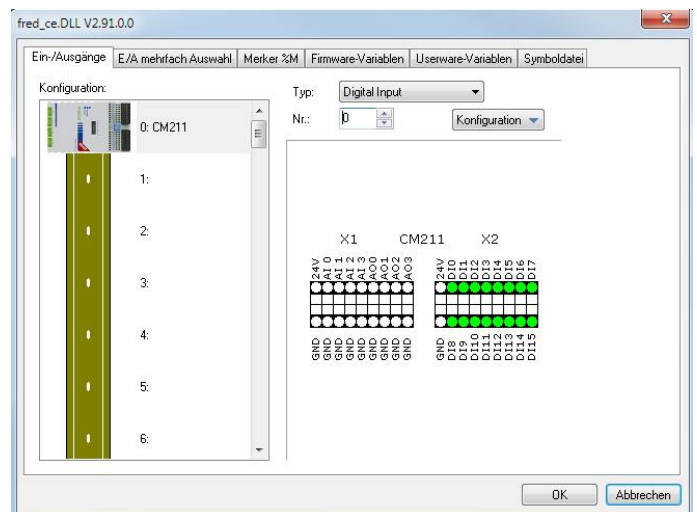 fred_ce.DLL V2.91.0.0
Ein-/Ausgänge E/A mehrfach Auswahl Merker %M Firmware-Variablen Userware-Variablen Symboldatei
Konfiguration:
Typ: Digital Input
Nr.: 0 Konfiguration
0: CM211
1:
2:
3:
4:
5:
6:
X1 CM211 X2
24V AI 0 AI 1 AI 2 AI 3 AO0 AO1 AO2 AO3 24V DI0 DI1 DI2 DI3 DI4 DI5 DI6 DI7
GND GND GND GND GND GND GND GND GND GND DI8 DI9 DI10 DI11 DI12 DI13 DI14 DI15
OK Abbrechen